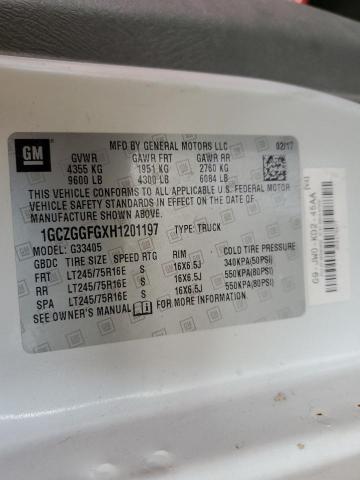 GM
MFD BY GENERAL MOTORS LLC 02/17
GVWR GAWR FRT GAWR RR
4355 KG 1951 KG 2760 KG
9600 LB 4300 LB 6084 LB
THIS VEHICLE CONFORMS TO ALL APPLICABLE U.S. FEDERAL MOTOR
VEHICLE SAFETY STANDARDS IN EFFECT ON THE DATE OF
MANUFACTURE SHOWN ABOVE.
1GCZGGFGXH1201197 TYPE: TRUCK
MODEL: G33405
GBDC TIRE SIZE SPEED RTG RIM COLD TIRE PRESSURE
FRT LT245/75R16E S 16X6.5J 340KPA(50PSI)
RR LT245/75R16E S 16X6.5J 550KPA(80PSI)
SPA LT245/75R16E S 16X6.5J 550KPA(80PSI)
SEE OWNERS MANUAL